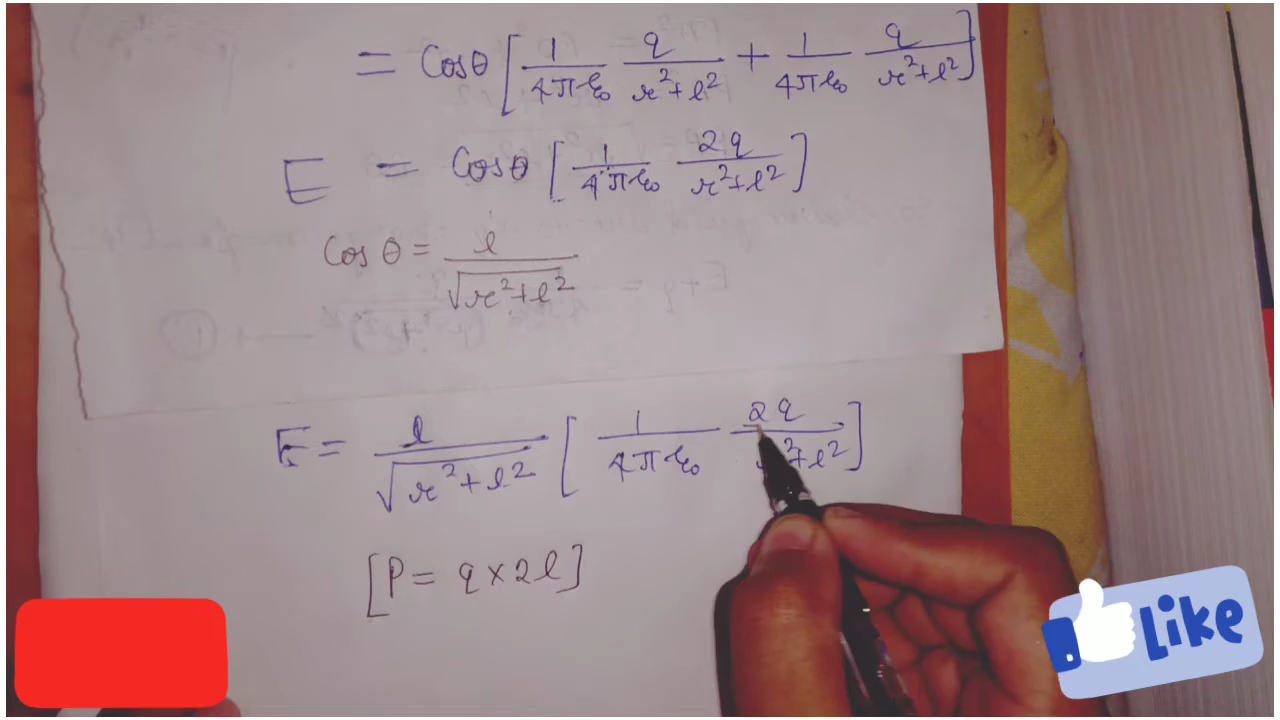 = Cosθ [ 1/4πε₀ q/r²+l² + 1/4πε₀ q/r²+l² ]
E = Cosθ [ 1/4πε₀ 2q/r²+l² ]
Cos θ = l/√r²+l²
E = l/√r²+l² [ 1/4πε₀ 2q/r²+l² ]
[P = q×2l]
Like